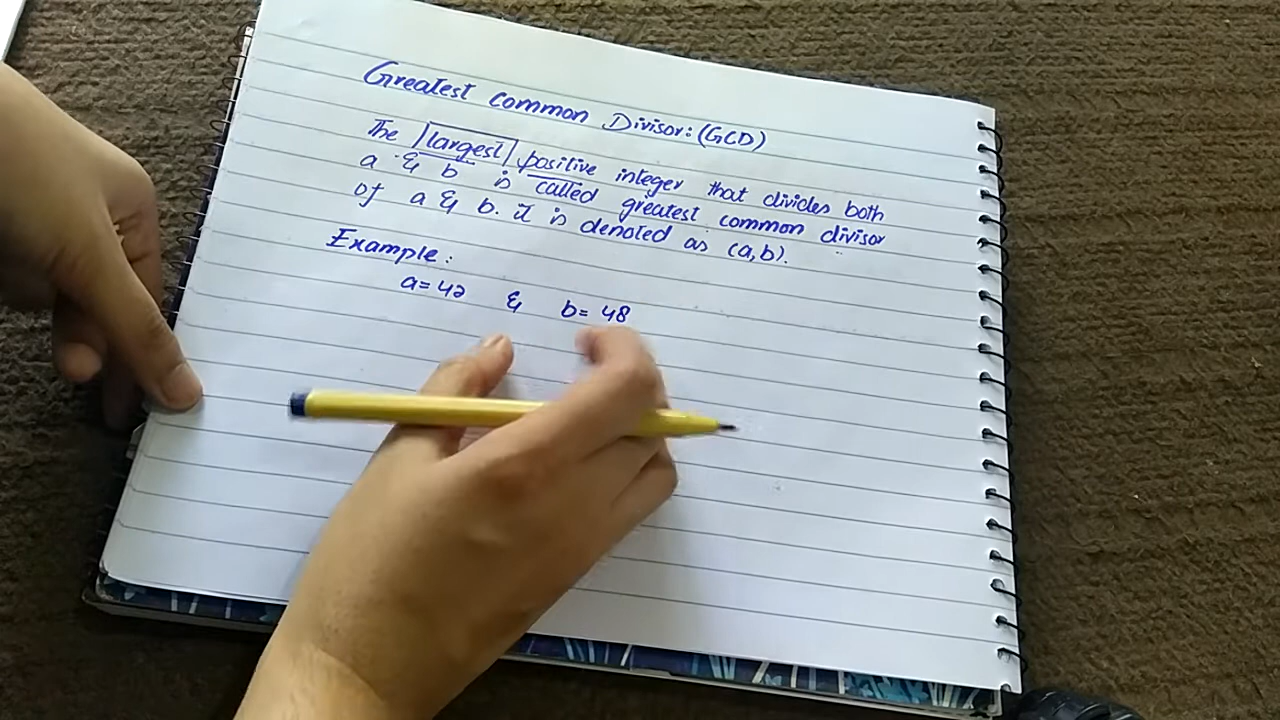 Greatest Common Divisor: (GCD)
The largest positive integer that divides both
a & b is called greatest common divisor
of a & b. it is denoted as (a,b).
Example:
a=42 & b= 48